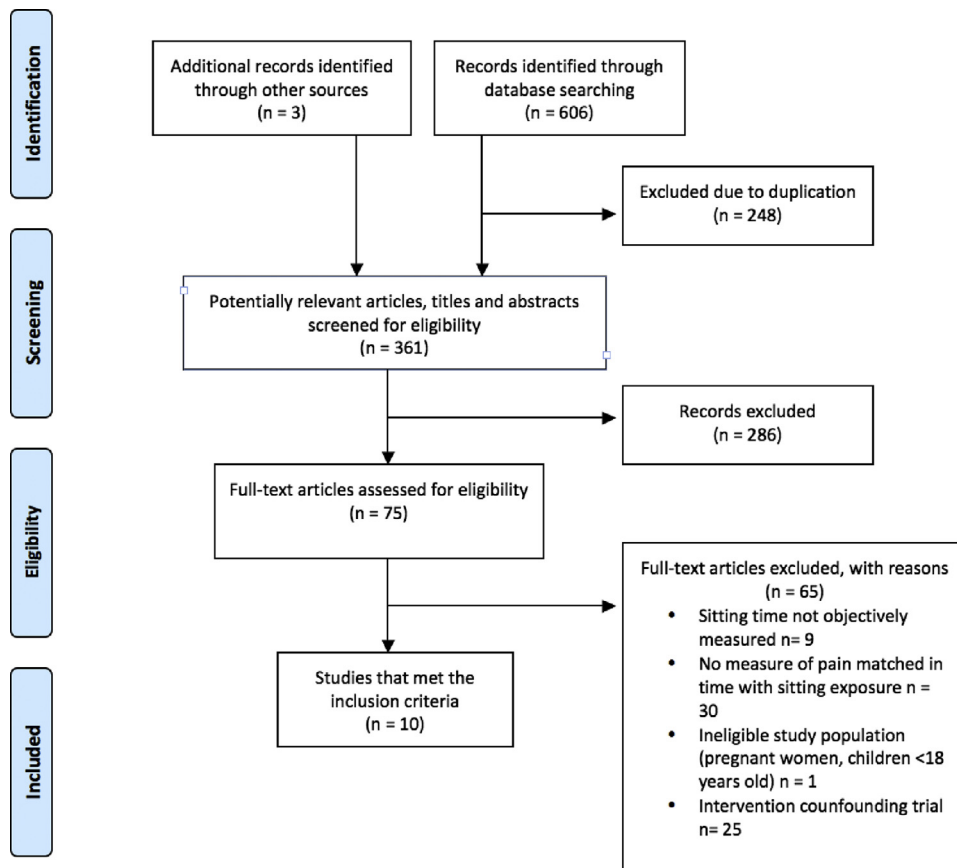 Identification
Additional records identified
through other sources
(n = 3)
Records identified through
database searching
(n = 606)
Excluded due to duplication
(n = 248)
Screening
Potentially relevant articles, titles and abstracts
screened for eligibility
(n = 361)
Records excluded
(n = 286)
Eligibility
Full-text articles assessed for eligibility
(n = 75)
Full-text articles excluded, with reasons
(n = 65)
• Sitting time not objectively
measured n= 9
• No measure of pain matched in
time with sitting exposure n =
30
• Ineligible study population
(pregnant women, children <18
years old) n = 1
• Intervention counfounding trial
n= 25
Included
Studies that met the
inclusion criteria
(n = 10)